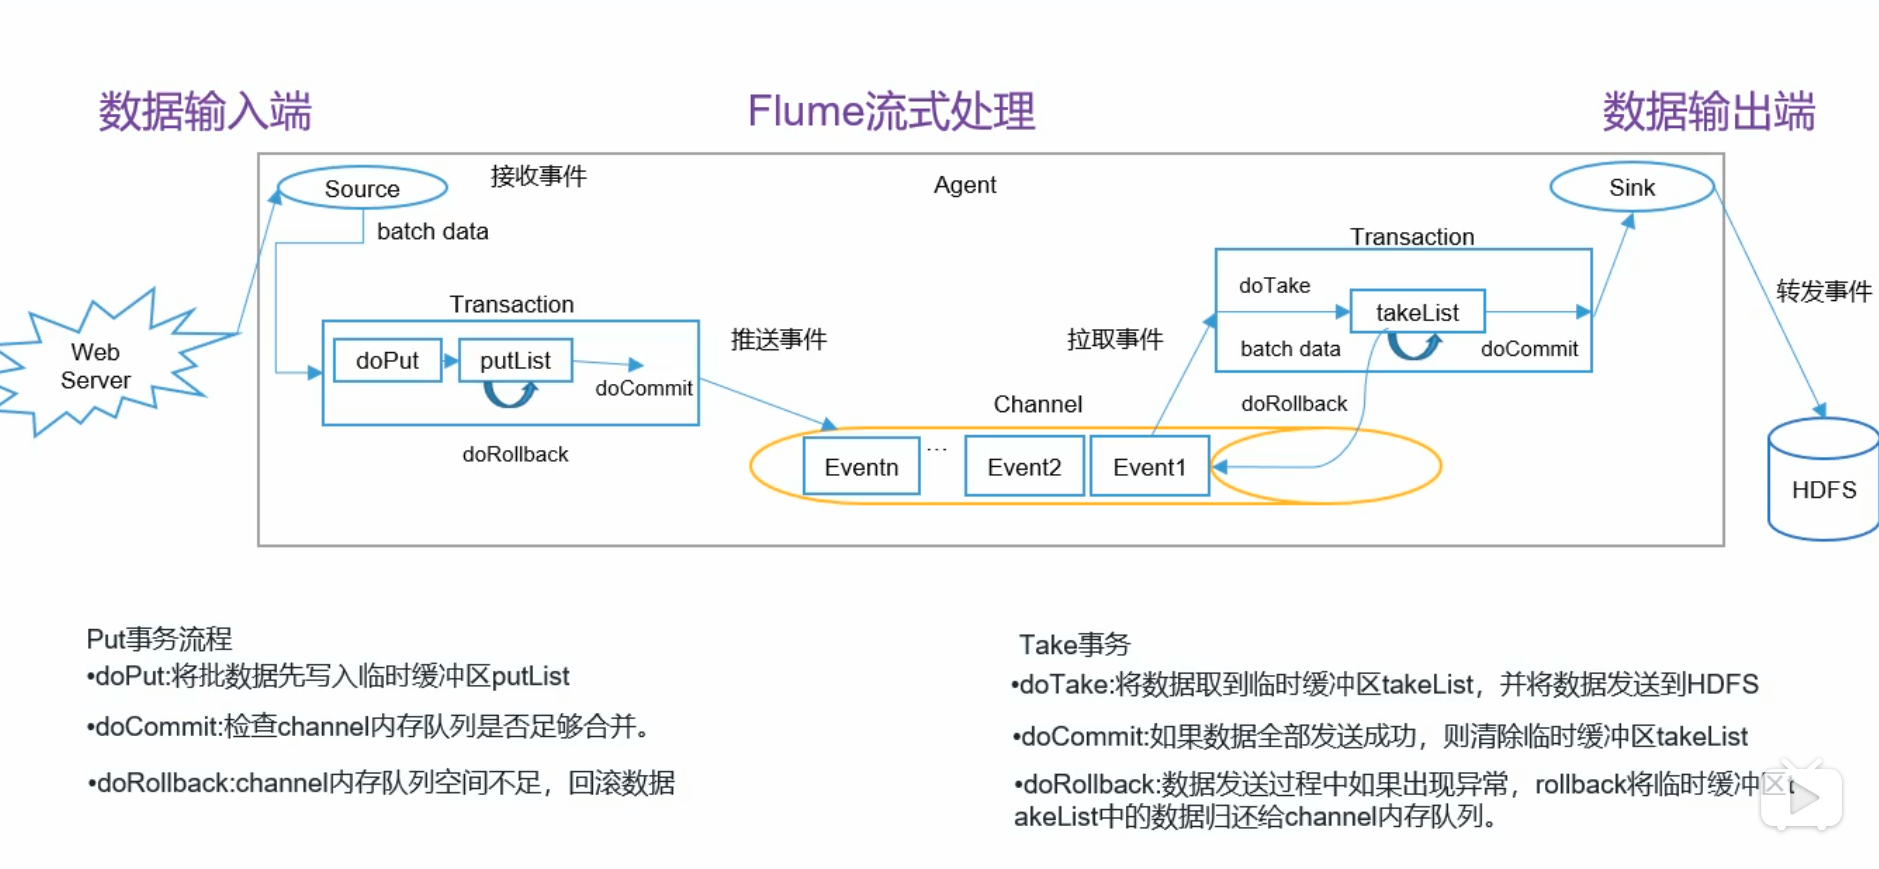 数据输入端
Flume流式处理
数据输出端
Source
接收事件
Agent
Sink
batch data
Transaction
doTake
takeList
batch data
doCommit
转发事件
Web
Server
Transaction
doPut
putList
doCommit
推送事件
拉取事件
doRollback
Channel
doRollback
Eventn
...
Event2
Event1
HDFS
Put事务流程
•doPut:将批数据先写入临时缓冲区putList
•doCommit:检查channel内存队列是否足够合并。
•doRollback:channel内存队列空间不足，回滚数据
Take事务
•doTake:将数据取到临时缓冲区takeList，并将数据发送到HDFS
•doCommit:如果数据全部发送成功，则清除临时缓冲区takeList
•doRollback:数据发送过程中如果出现异常，rollback将临时缓冲区t
akeList中的数据归还给channel内存队列。